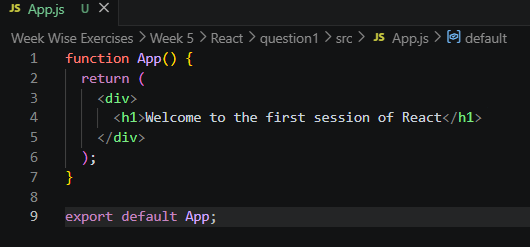 JS App.js U ×
Week Wise Exercises > Week 5 > React > question1 > src > JS App.js > default
1 function App() {
2   return (
3     <div>
4       <h1>Welcome to the first session of React</h1>
5     </div>
6   );
7 }
8
9 export default App;